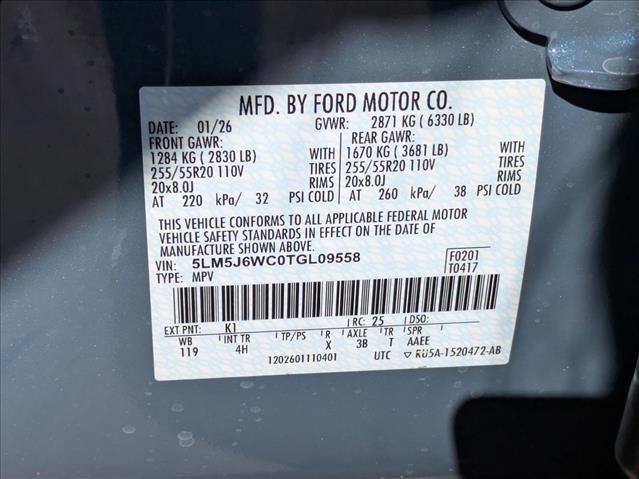 MFD. BY FORD MOTOR CO.
DATE: 01/26 GVWR: 2871 KG ( 6330 LB)
FRONT GAWR: REAR GAWR:
1284 KG ( 2830 LB) WITH 1670 KG ( 3681 LB) WITH
255/55R20 110V TIRES 255/55R20 110V TIRES
20x8.0J RIMS 20x8.0J RIMS
AT 220 kPa/ 32 PSI COLD AT 260 kPa/ 38 PSI COLD
THIS VEHICLE CONFORMS TO ALL APPLICABLE FEDERAL MOTOR
VEHICLE SAFETY STANDARDS IN EFFECT ON THE DATE OF
MANUFACTURE SHOWN ABOVE.
VIN: 5LM5J6WC0TGL09558 F0201
TYPE: MPV T0417
EXT PNT: K1 RC: 25 DSO:
WB INT TR TP/PS R AXLE TR SPR
119 4H X 3B T AAEE
1202601110401 UTC ▽ RU5A-1520472-AB